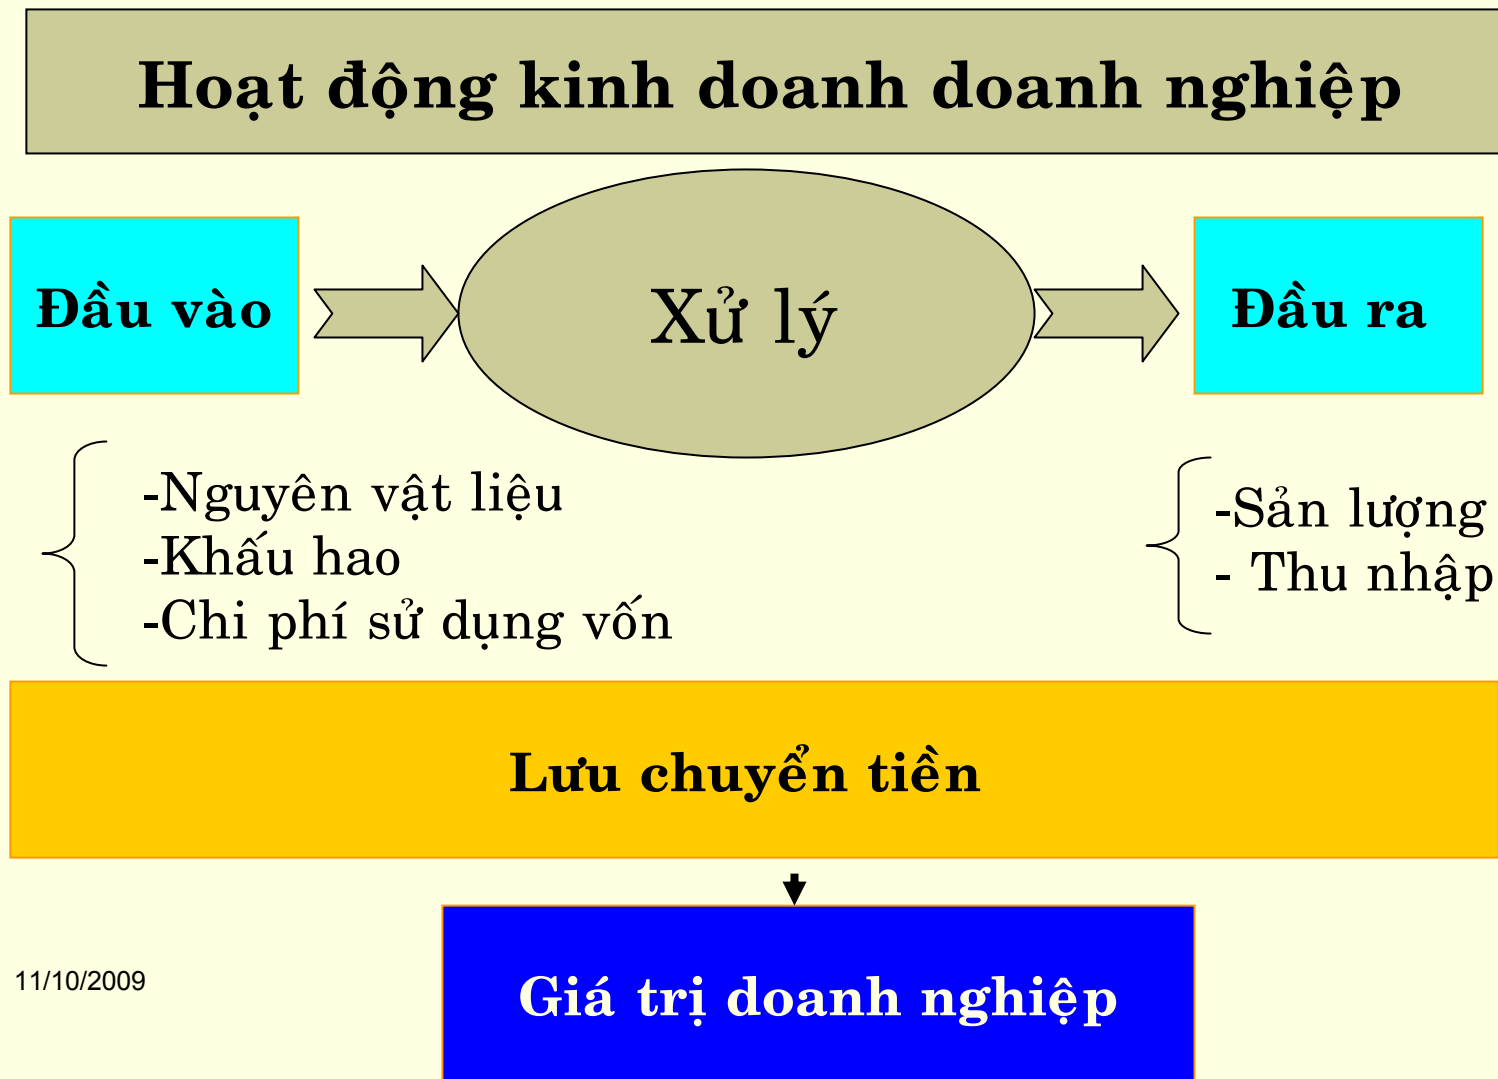 Hoạt động kinh doanh doanh nghiệp
Đầu vào
Xử lý
Đầu ra
-Nguyên vật liệu
-Khấu hao
-Chi phí sử dụng vốn
-Sản lượng
- Thu nhập
Lưu chuyển tiền
Giá trị doanh nghiệp
11/10/2009